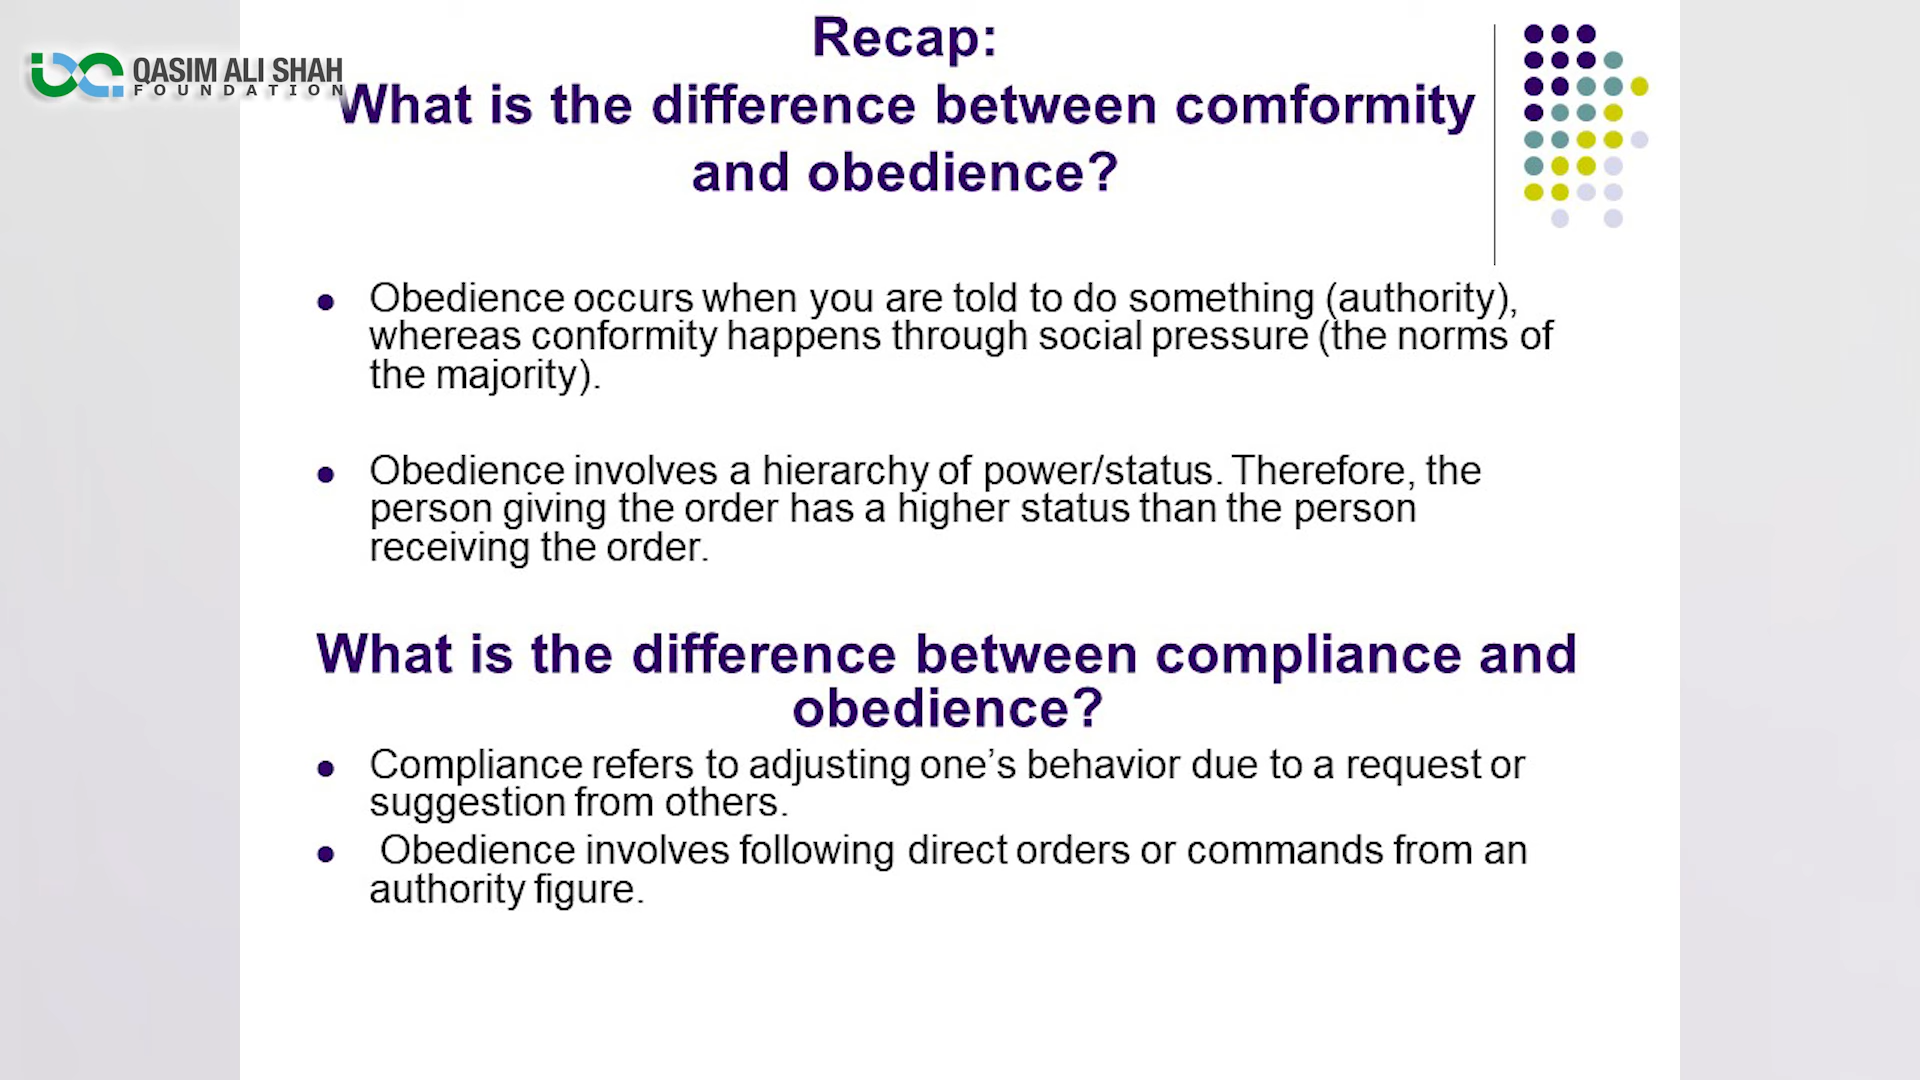 QASIM ALI SHAH
FOUNDATION
Recap:
What is the difference between comformity
and obedience?
Obedience occurs when you are told to do something (authority),
whereas conformity happens through social pressure (the norms of
the majority).
Obedience involves a hierarchy of power/status. Therefore, the
person giving the order has a higher status than the person
receiving the order.
What is the difference between compliance and
obedience?
Compliance refers to adjusting one’s behavior due to a request or
suggestion from others.
Obedience involves following direct orders or commands from an
authority figure.